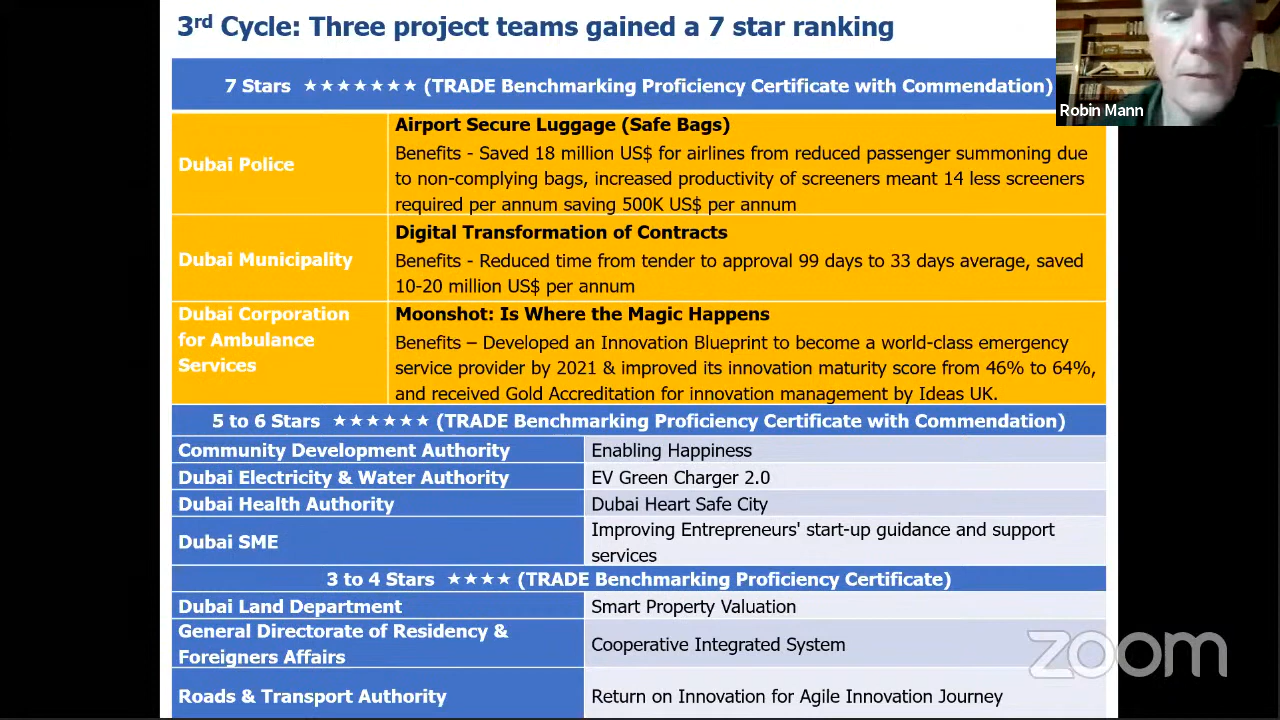 3rd Cycle: Three project teams gained a 7 star ranking
7 Stars ★★★★★★★ (TRADE Benchmarking Proficiency Certificate with Commendation)
Robin Mann
Dubai Police
Airport Secure Luggage (Safe Bags)
Benefits - Saved 18 million US$ for airlines from reduced passenger summoning due
to non-complying bags, increased productivity of screeners meant 14 less screeners
required per annum saving 500K US$ per annum
Dubai Municipality
Digital Transformation of Contracts
Benefits - Reduced time from tender to approval 99 days to 33 days average, saved
10-20 million US$ per annum
Dubai Corporation
for Ambulance
Services
Moonshot: Is Where the Magic Happens
Benefits – Developed an Innovation Blueprint to become a world-class emergency
service provider by 2021 & improved its innovation maturity score from 46% to 64%,
and received Gold Accreditation for innovation management by Ideas UK.
5 to 6 Stars ★★★★★★ (TRADE Benchmarking Proficiency Certificate with Commendation)
Community Development Authority
Enabling Happiness
Dubai Electricity & Water Authority
EV Green Charger 2.0
Dubai Health Authority
Dubai Heart Safe City
Dubai SME
Improving Entrepreneurs' start-up guidance and support
services
3 to 4 Stars ★★★★ (TRADE Benchmarking Proficiency Certificate)
Dubai Land Department
Smart Property Valuation
General Directorate of Residency &
Foreigners Affairs
Cooperative Integrated System
Roads & Transport Authority
Return on Innovation for Agile Innovation Journey
zoom